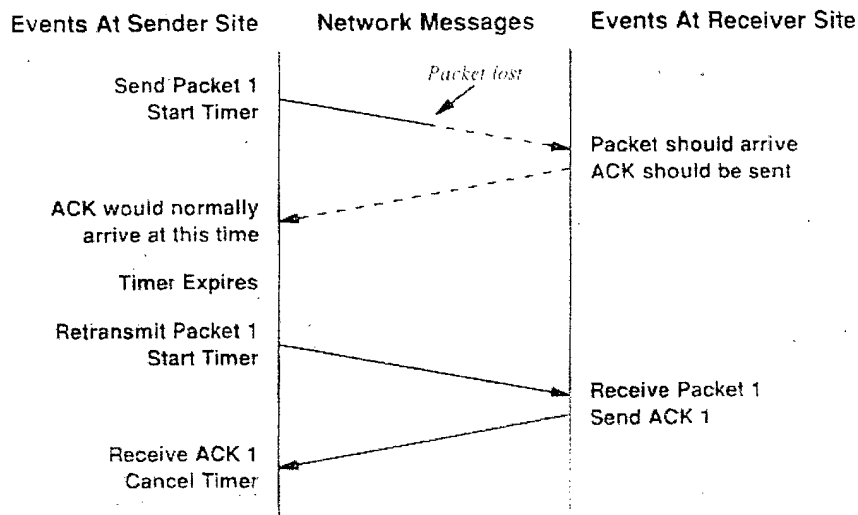 Events At Sender Site
Network Messages
Events At Receiver Site
Packet lost
Send Packet 1
Start Timer
Packet should arrive
ACK should be sent
ACK would normally
arrive at this time
Timer Expires
Retransmit Packet 1
Start Timer
Receive Packet 1
Send ACK 1
Receive ACK 1
Cancel Timer